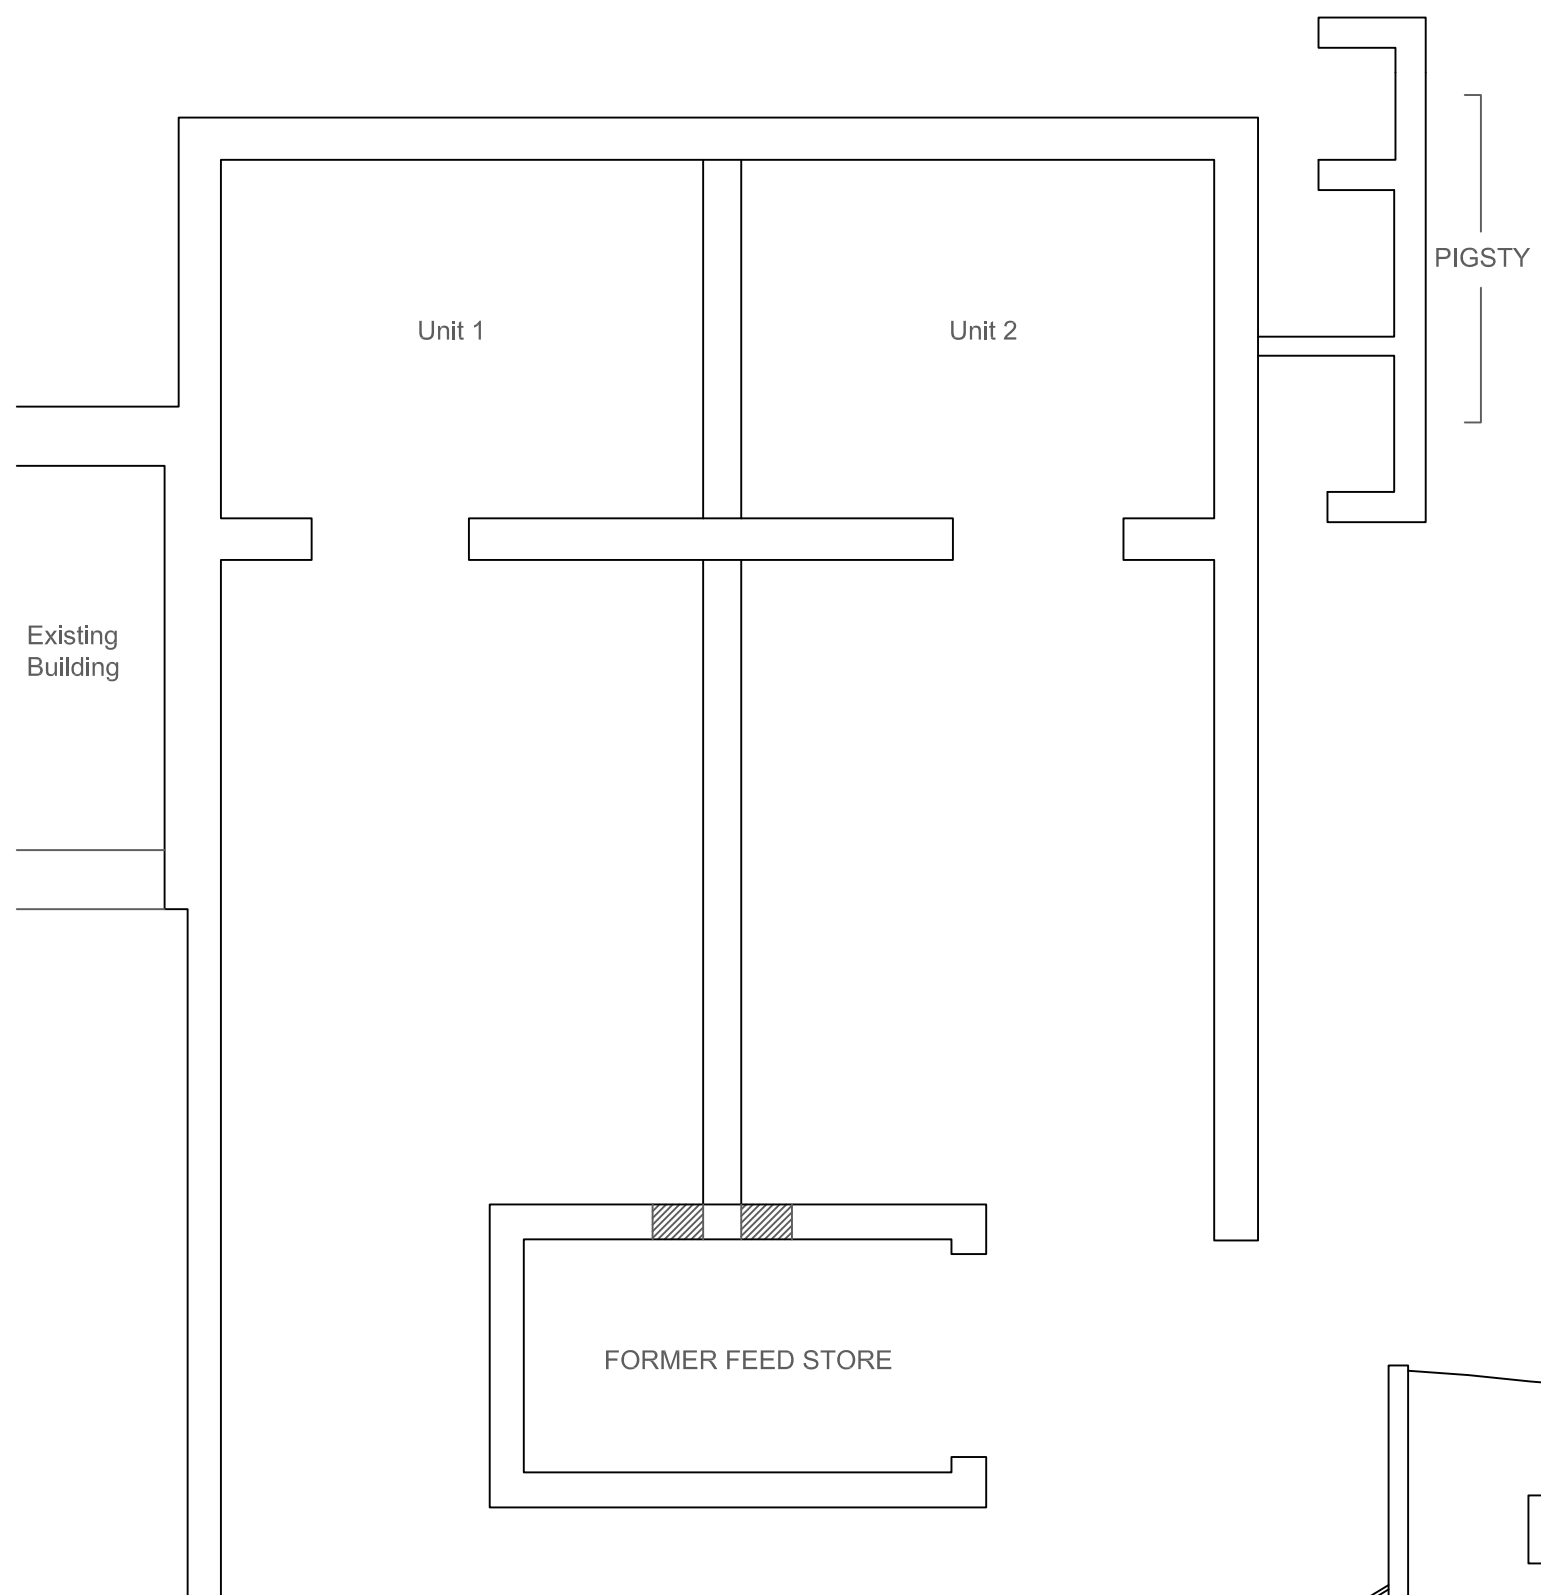 PIGSTY
Unit 1
Unit 2
Existing
Building
FORMER FEED STORE